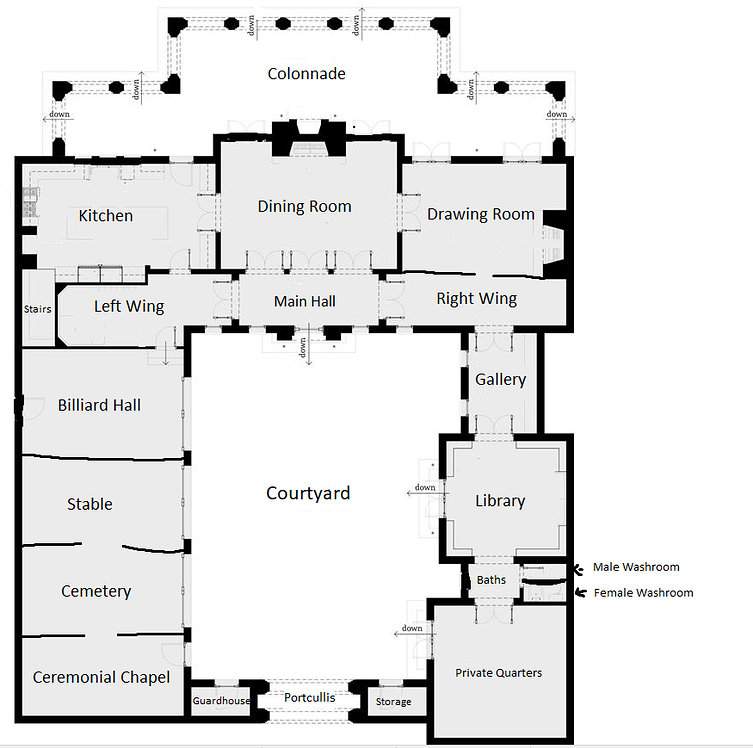 down
down
Colonnade
down
down
down
down
Kitchen
Dining Room
Drawing Room
Stairs
Left Wing
Main Hall
Right Wing
down
Gallery
Billiard Hall
Courtyard
down
Library
Stable
Male Washroom
Baths
Cemetery
Female Washroom
down
Ceremonial Chapel
Private Quarters
Guardhouse
Portcullis
Storage